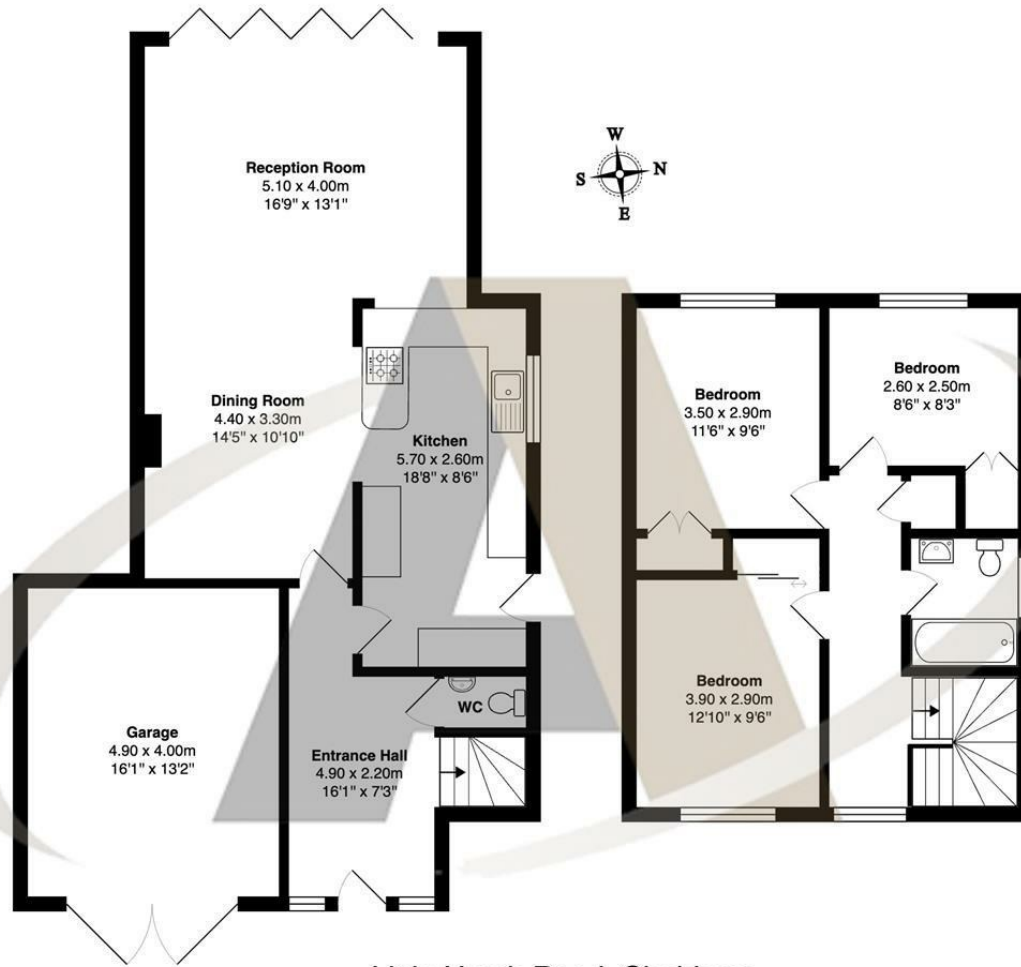 Reception Room
5.10 x 4.00m
16'9" x 13'1"
W
S
N
E
Dining Room
4.40 x 3.30m
14'5" x 10'10"
Kitchen
5.70 x 2.60m
18'8" x 8'6"
Bedroom
3.50 x 2.90m
11'6" x 9'6"
Bedroom
2.60 x 2.50m
8'6" x 8'3"
Garage
4.90 x 4.00m
16'1" x 13'2"
WC
Entrance Hall
4.90 x 2.20m
16'1" x 7'3"
Bedroom
3.90 x 2.90m
12'10" x 9'6"
A